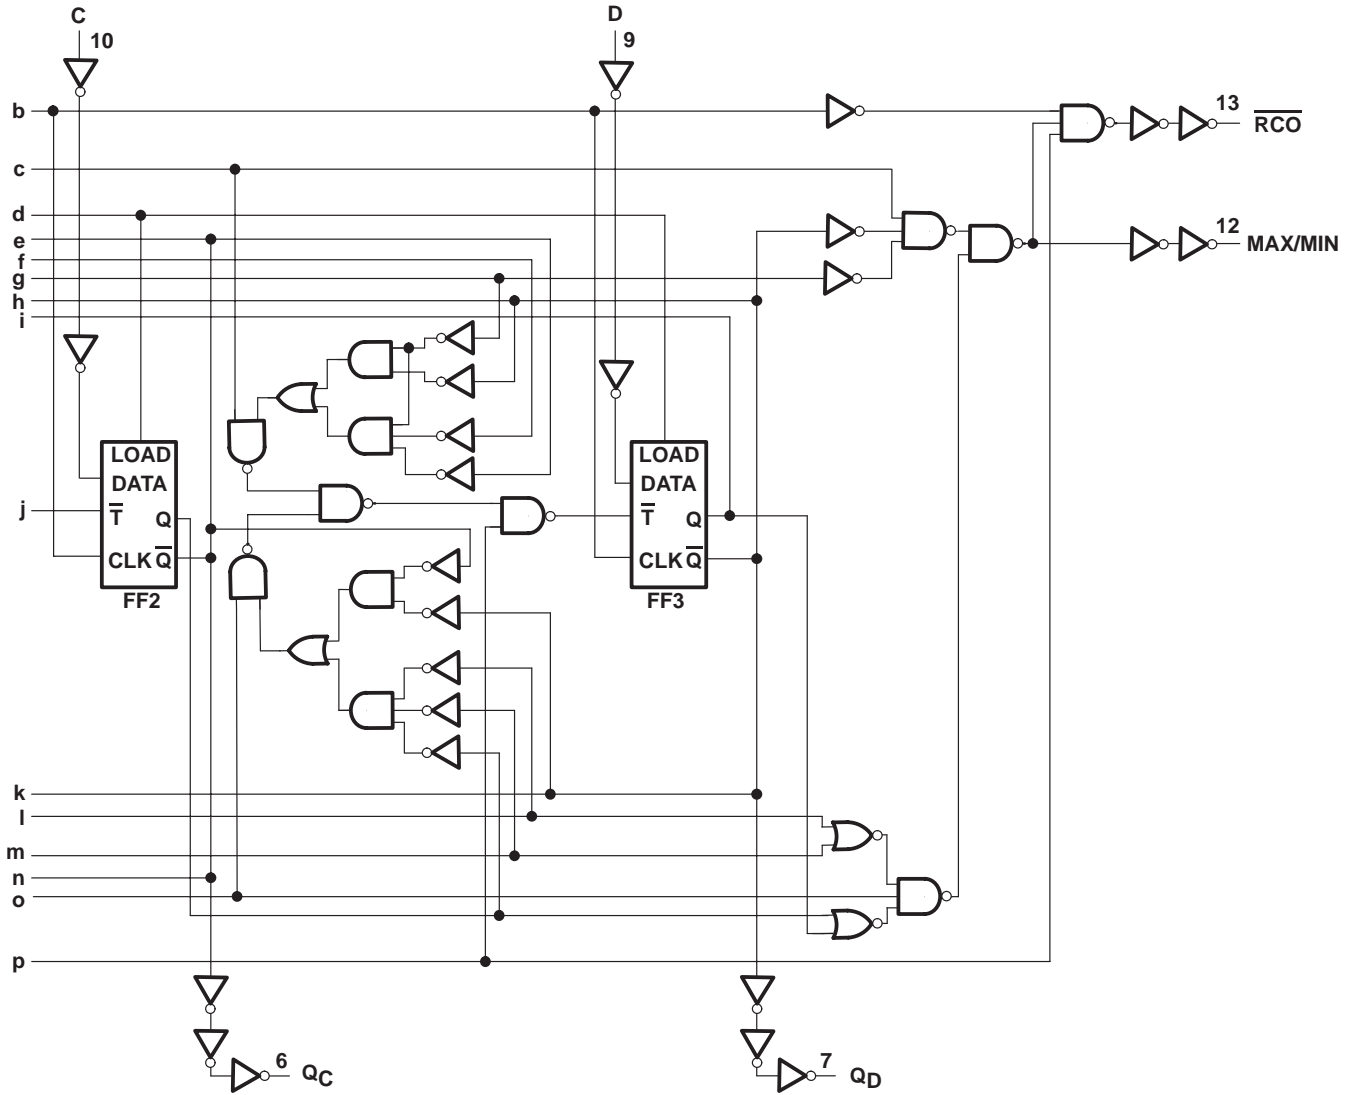 C
10
D
9
b
13
RCO
c
d
e
12
MAX/MIN
f
g
h
i
LOAD
DATA
T
Q
CLK Q
FF2
LOAD
DATA
T
Q
CLK Q
FF3
j
k
l
m
n
o
p
6
QC
7
QD